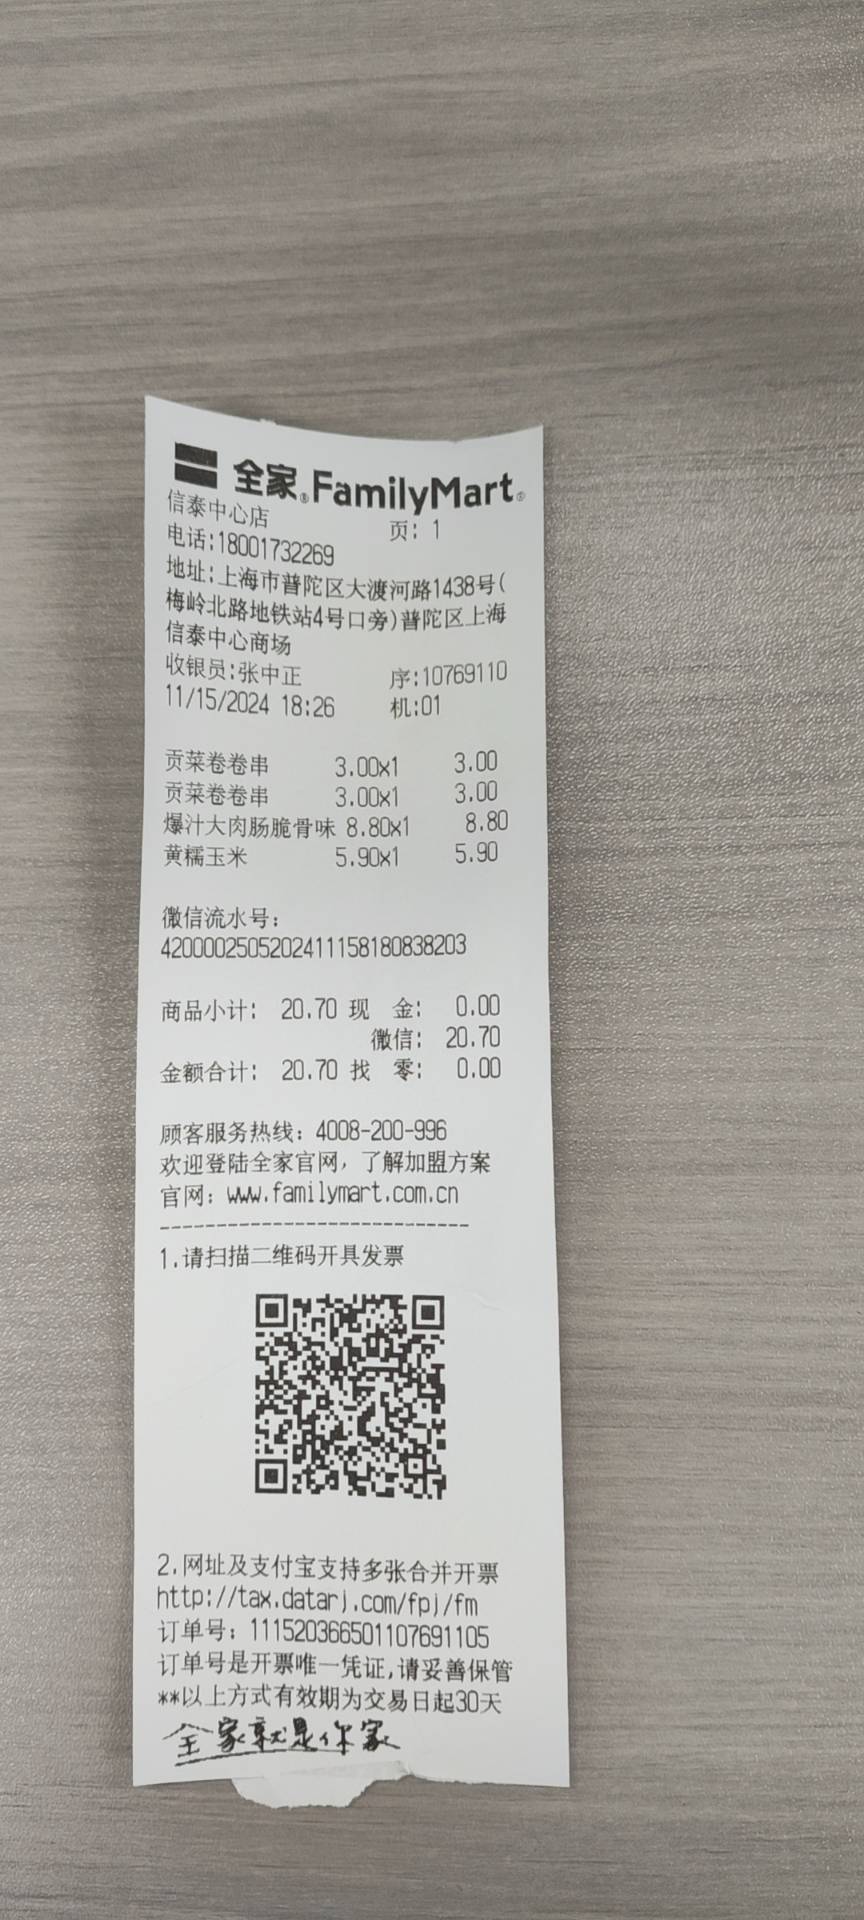 全家 FamilyMart
信泰中心店 页: 1
电话:18001732269
地址:上海市普陀区大渡河路1438号(
梅岭北路地铁站4号口旁)普陀区上海
信泰中心商场
收银员:张中正 序:10769110
11/15/2024 18:26 机:01
贡菜卷卷串 3.00x1 3.00
贡菜卷卷串 3.00x1 3.00
爆汁大肉肠脆骨味 8.80x1 8.80
黄糯玉米 5.90x1 5.90
微信流水号:
4200002505202411158180838203
商品小计: 20.70 现 金: 0.00
微信: 20.70
金额合计: 20.70 找 零: 0.00
顾客服务热线: 4008-200-996
欢迎登陆全家官网,了解加盟方案
官网: www.familymart.com.cn
---------------------------
1.请扫描二维码开具发票
2.网址及支付宝支持多张合并开票
http://tax.datarj.com/fpj/fm
订单号: 111520366501107691105
订单号是开票唯一凭证,请妥善保管
**以上方式有效期为交易日起30天
全家就是你家